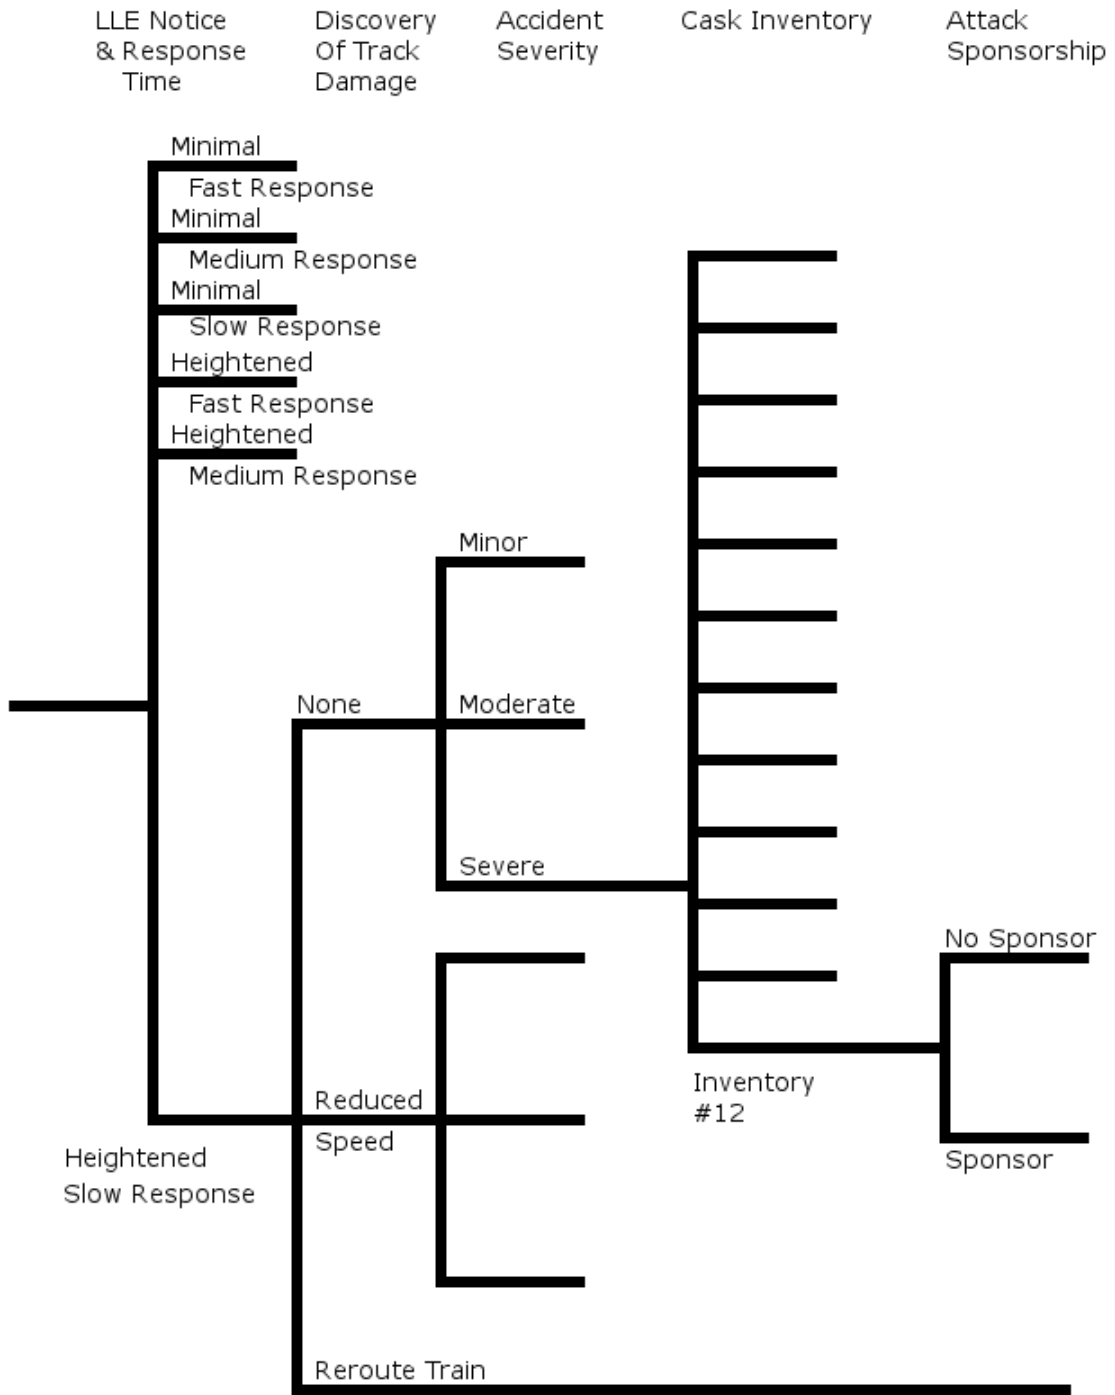 LLE Notice
& Response
Time
Discovery
Of Track
Damage
Accident
Severity
Cask Inventory
Attack
Sponsorship
Minimal
Fast Response
Minimal
Medium Response
Minimal
Slow Response
Heightened
Fast Response
Heightened
Medium Response
Minor
None
Moderate
Severe
No Sponsor
Inventory
#12
Reduced
Speed
Heightened
Slow Response
Sponsor
Reroute Train